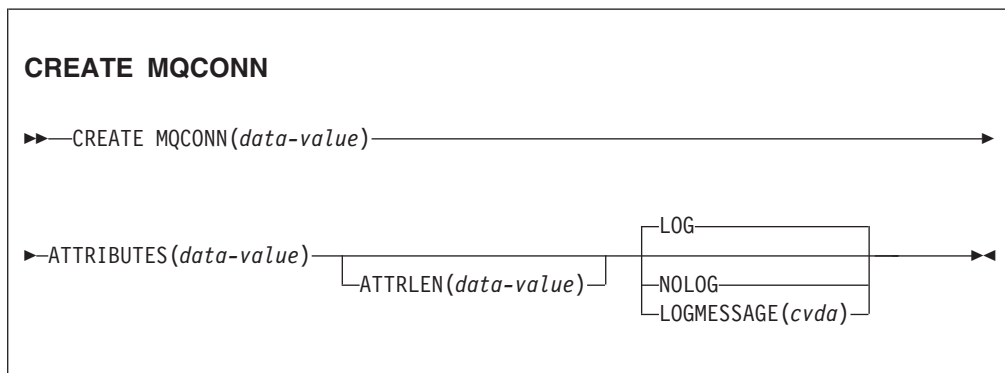 CREATE MQCONN
CREATE MQCONN(data-value)
LOG
ATTRIBUTES(data-value)
ATTRLEN(data-value)
NOLOG
LOGMESSAGE(cvda)